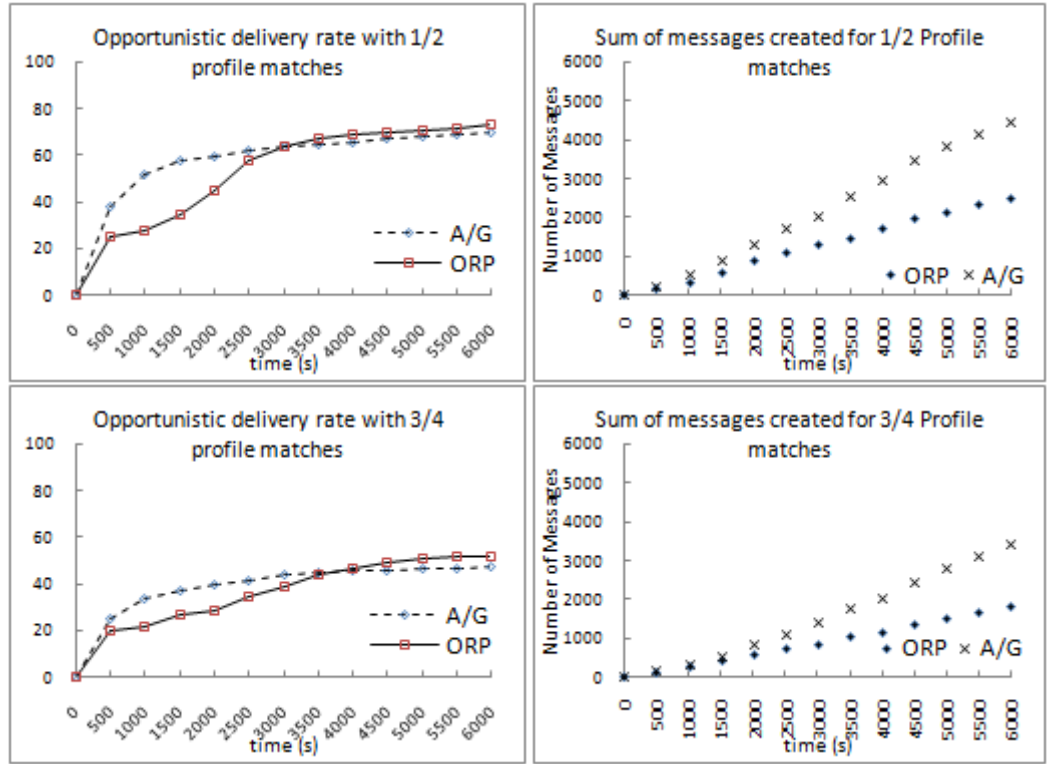 Opportunistic delivery rate with 1/2
profile matches
100
80
60
40
20
0
A/G
ORP
0 500 1000 1500 2000 2500 3000 3500 4000 4500 5000 5500 6000
time (s)
Sum of messages created for 1/2 Profile
matches
Number of Messages
6000
5000
4000
3000
2000
1000
0
ORP A/G
0 500 1000 1500 2000 2500 3000 3500 4000 4500 5000 5500 6000
time (s)
Opportunistic delivery rate with 3/4
profile matches
100
80
60
40
20
0
A/G
ORP
0 500 1000 1500 2000 2500 3000 3500 4000 4500 5000 5500 6000
time (s)
Sum of messages created for 3/4 Profile
matches
Number of Messages
6000
5000
4000
3000
2000
1000
0
ORP A/G
0 500 1000 1500 2000 2500 3000 3500 4000 4500 5000 5500 6000
time (s)